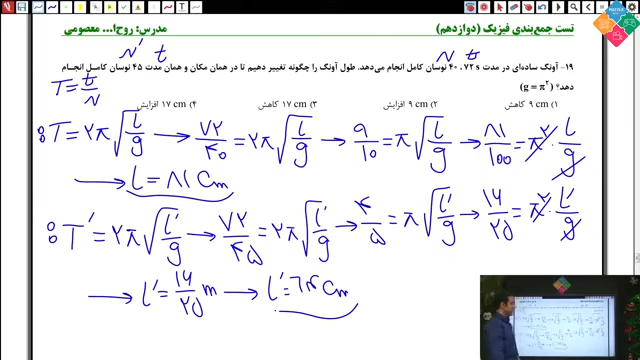 تست جمع‌بندی فیزیک (دوازدهم)
مدرس: روح‌ا... معصومی
N' t N t
۱۹- آونگ ساده‌ای در مدت ۷۲ s، ۴۰ نوسان کامل انجام می‌دهد. طول آونگ را چگونه تغییر دهیم تا در همان مکان و همان مدت ۴۵ نوسان کامل انجام
دهد؟ (g = π²)
T = t/N
۱) ۹ cm کاهش ۲) ۹ cm افزایش ۳) ۱۷ cm کاهش ۴) ۱۷ cm افزایش
: T = ۲π√(l/g) → ۷۲/۴۰ = ۲π√(l/g) → ۹/۱۰ = π√(l/g) → ۸۱/۱۰۰ = π² · l/g
→ l = ۸۱ cm
: T' = ۲π√(l'/g) → ۷۲/۴۵ = ۲π√(l'/g) → ۴/۵ = π√(l'/g) → ۱۶/۲۵ = π² · l'/g
→ l' = ۱۶/۲۵ m → l' = ۶۴ cm